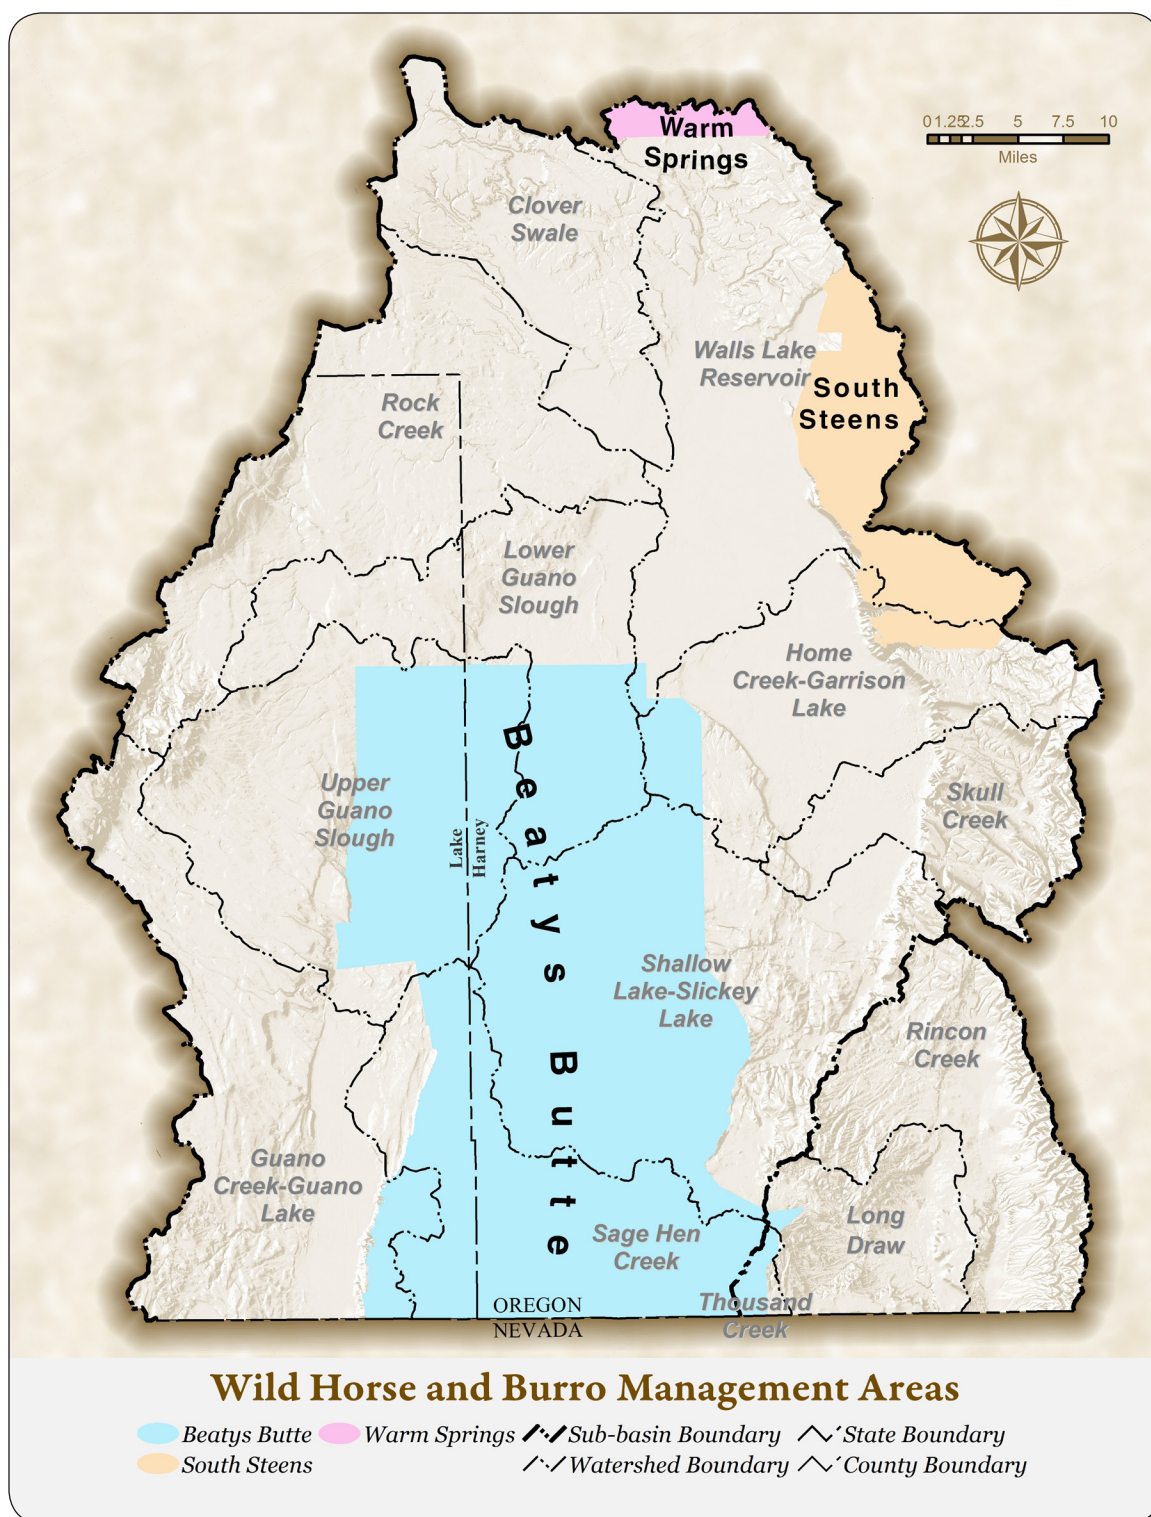 0 1.25 2.5 5 7.5 10
Miles
Warm
Springs
Clover
Swale
Walls Lake
Reservoir
South
Steens
Rock
Creek
Lower
Guano
Slough
Home
Creek-Garrison
Lake
Upper
Guano
Slough
Lake
Harney
Beatys Butte
Skull
Creek
Shallow
Lake-Slickey
Lake
Rincon
Creek
Guano
Creek-Guano
Lake
Sage Hen
Creek
Long
Draw
Thousand
Creek
OREGON
NEVADA
Wild Horse and Burro Management Areas
Beatys Butte Warm Springs Sub-basin Boundary State Boundary
South Steens Watershed Boundary County Boundary